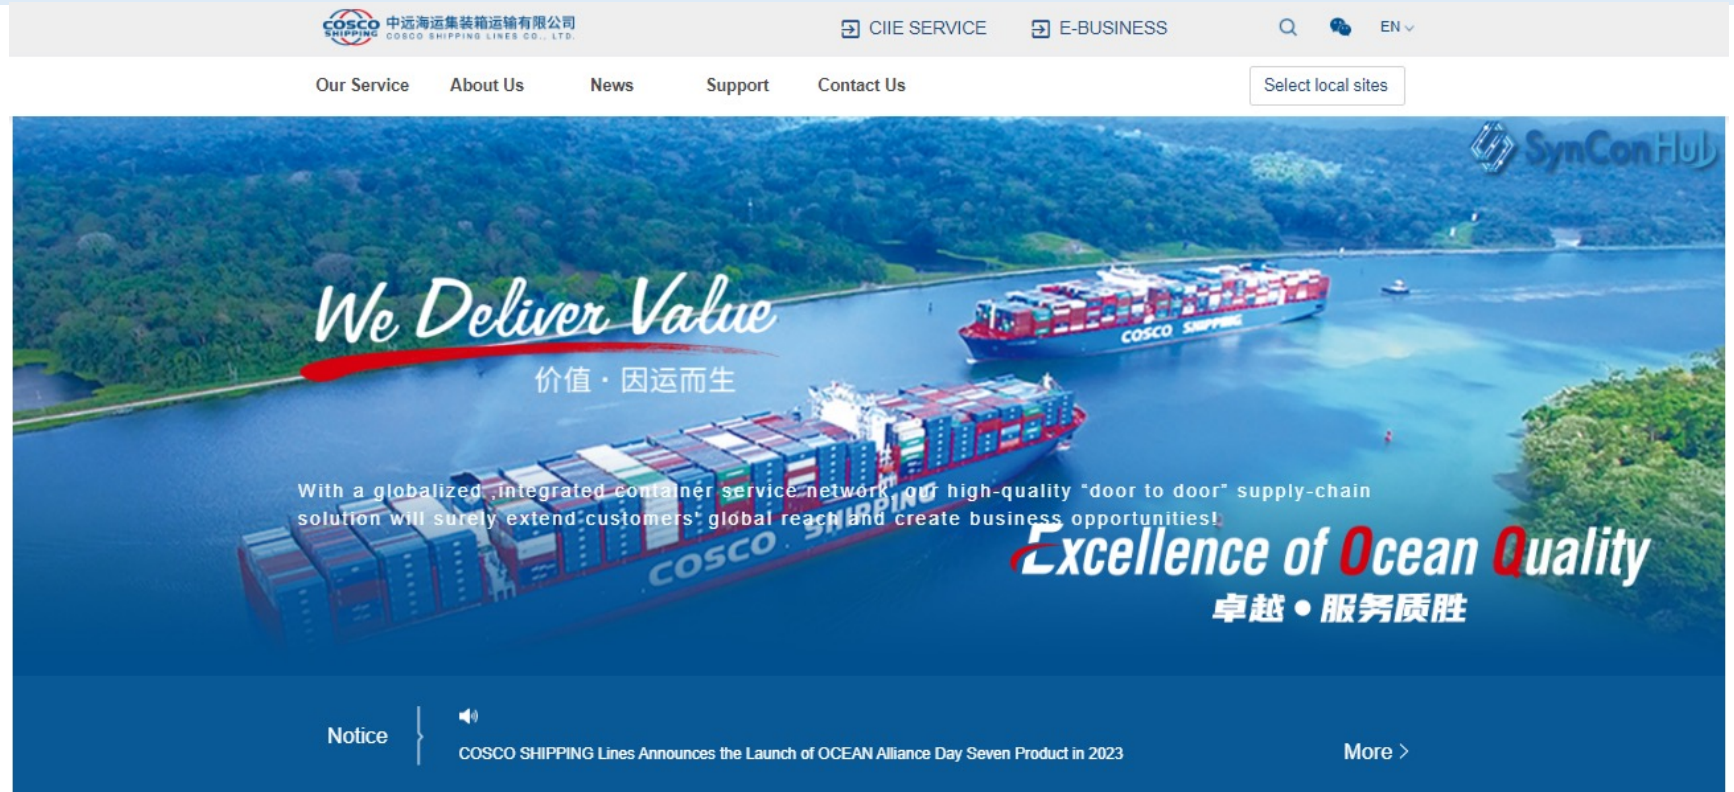 COSCO
SHIPPING
中远海运集装箱运输有限公司
COSCO SHIPPING LINES CO., LTD.
CIIE SERVICE
E-BUSINESS
EN
Our Service
About Us
News
Support
Contact Us
Select local sites
SynConHub
We Deliver Value
价值·因运而生
COSCO SHIPPING
With a globalized ,integrated container service network, our high-quality "door to door" supply-chain
solution will surely extend customers' global reach and create business opportunities!
COSCO SHIPPING
Excellence of Ocean Quality
卓越●服务质胜
Notice
COSCO SHIPPING Lines Announces the Launch of OCEAN Alliance Day Seven Product in 2023
More >